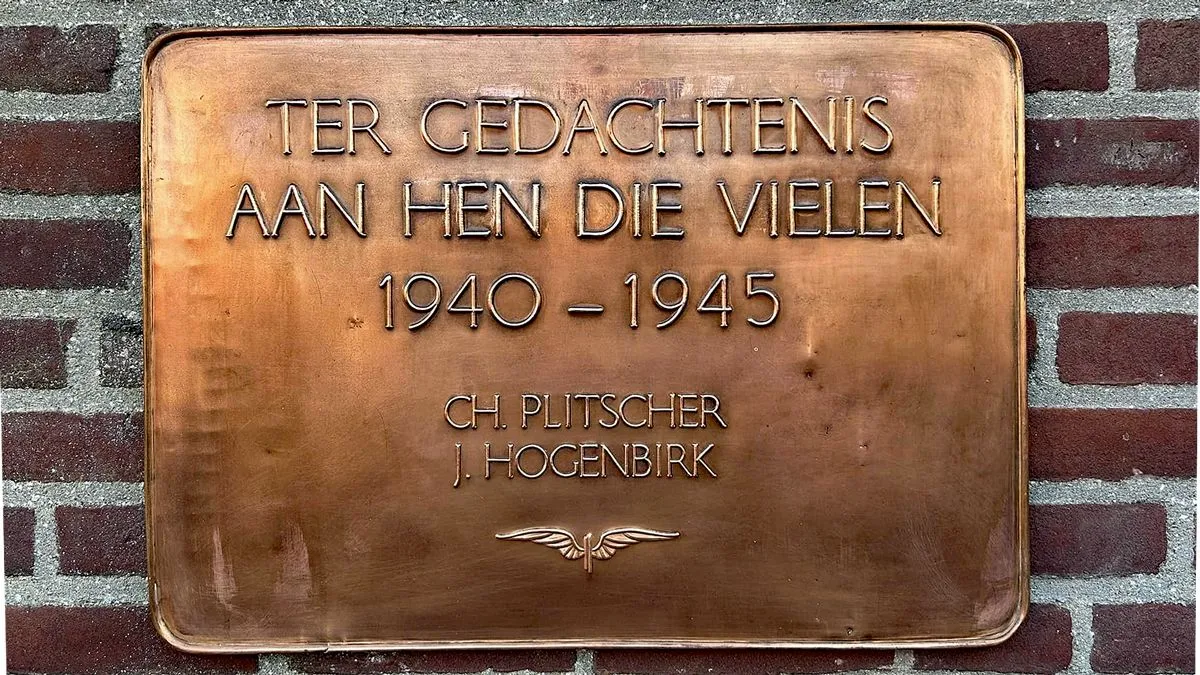 TER GEDACHTENIS
AAN HEN DIE VIELEN
1940 – 1945
CH. PLITSCHER
J. HOGENBIRK